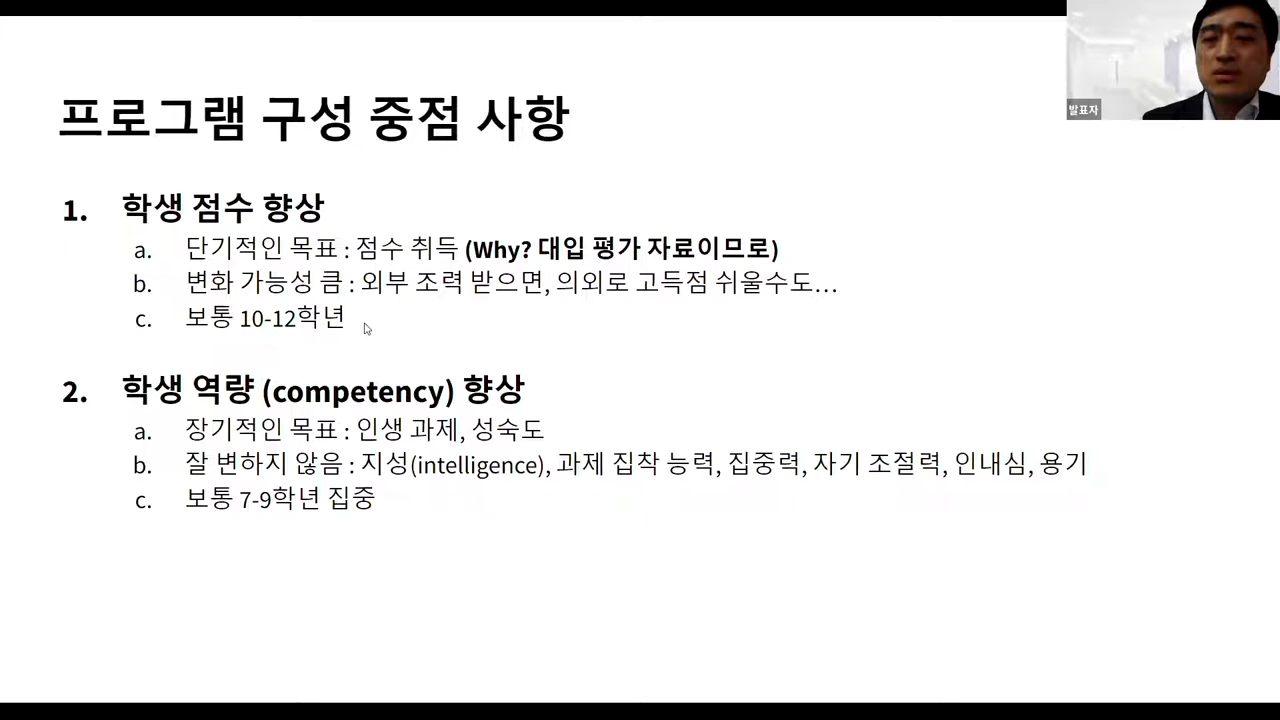 프로그램 구성 중점 사항
발표자
1. 학생 점수 향상
a. 단기적인 목표 : 점수 취득 (Why? 대입 평가 자료이므로)
b. 변화 가능성 큼 : 외부 조력 받으면, 의외로 고득점 쉬울수도...
c. 보통 10-12학년
2. 학생 역량 (competency) 향상
a. 장기적인 목표 : 인생 과제, 성숙도
b. 잘 변하지 않음 : 지성(intelligence), 과제 집착 능력, 집중력, 자기 조절력, 인내심, 용기
c. 보통 7-9학년 집중